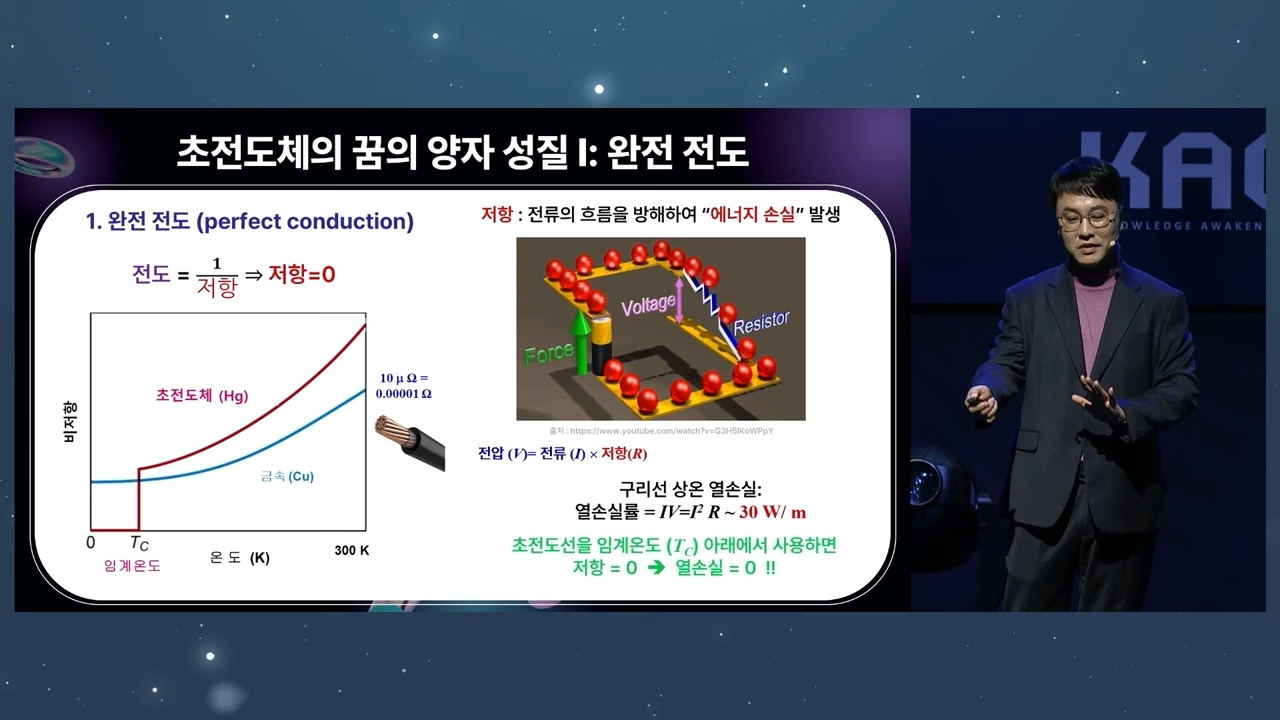 초전도체의 꿈의 양자 성질 I: 완전 전도
1. 완전 전도 (perfect conduction)
전도 = 1/저항 ⇒ 저항=0
비저항
초전도체 (Hg)
금속 (Cu)
10 μ Ω =
0.00001 Ω
0
T_C
온 도 (K)
300 K
임계온도
저항 : 전류의 흐름을 방해하여 “에너지 손실” 발생
Voltage
Resistor
Force
출처 : https://www.youtube.com/watch?v=G3H5lKoWPpY
전압 (V)= 전류 (I) × 저항(R)
구리선 상온 열손실:
열손실률 = IV=I² R ~ 30 W/ m
초전도선을 임계온도 (T_C) 아래에서 사용하면
저항 = 0 ➔ 열손실 = 0 !!
KAO
OWLEDGE AWAKEN